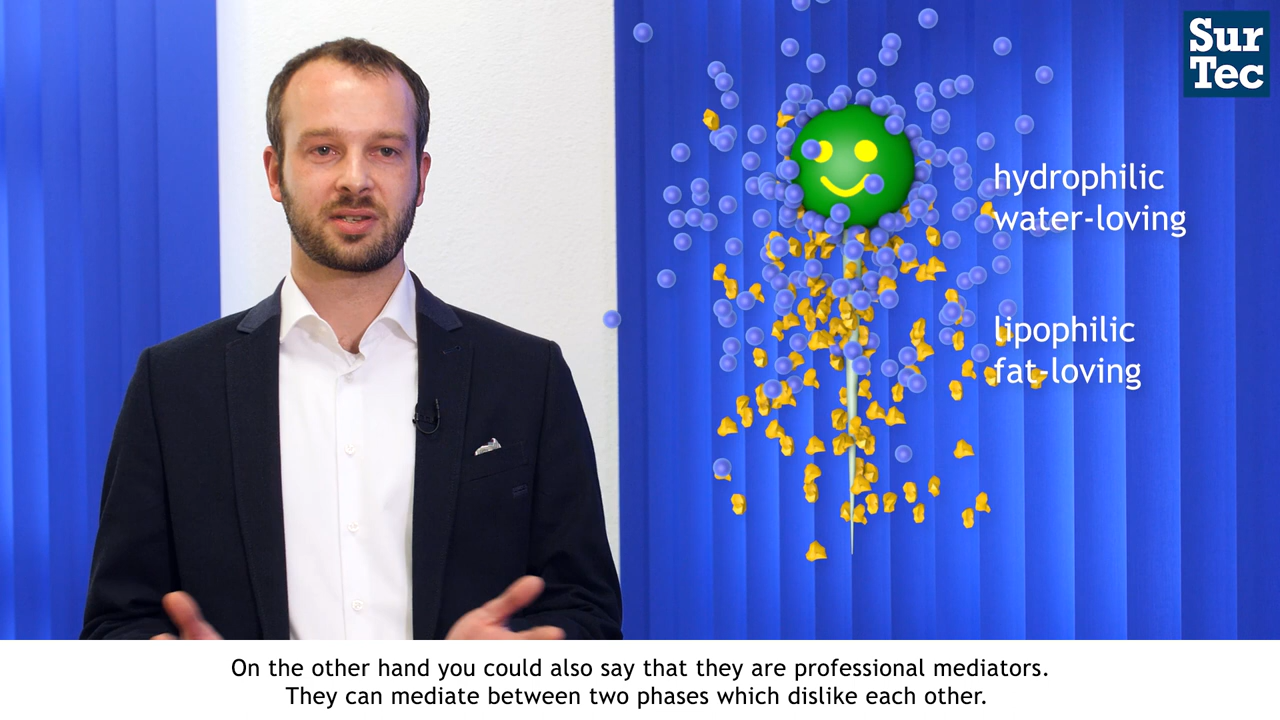 Sur
Tec
hydrophilic
water-loving
lipophilic
fat-loving
On the other hand you could also say that they are professional mediators.
They can mediate between two phases which dislike each other.